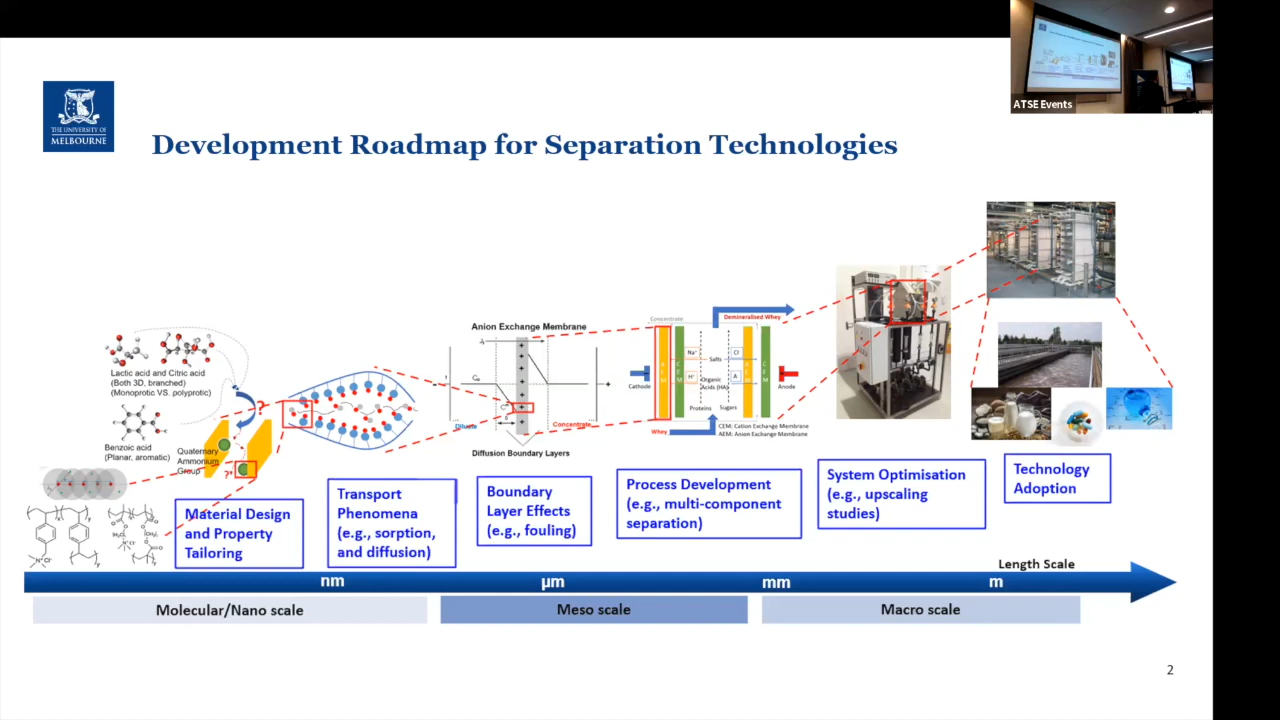 ATSE Events
THE UNIVERSITY OF
MELBOURNE
Development Roadmap for Separation Technologies
Lactic acid and Citric acid
(Both 3D, branched)
(Monoprotic VS. polyprotic)
Benzoic acid
(Planar, aromatic)
Quaternary
Ammonium
Group
?
?
Anion Exchange Membrane
Dilute
Concentrate
Diffusion Boundary Layers
Concentrate
Demineralised Whey
AEM
CEM
AEM
CEM
Na⁺
Cl⁻
Salts
H⁺
A⁻
Organic
Acids (HA)
Cathode
Anode
Proteins
Sugars
Whey
CEM: Cation Exchange Membrane
AEM: Anion Exchange Membrane
Material Design
and Property
Tailoring
Transport
Phenomena
(e.g., sorption,
and diffusion)
Boundary
Layer Effects
(e.g., fouling)
Process Development
(e.g., multi-component
separation)
System Optimisation
(e.g., upscaling
studies)
Technology
Adoption
Length Scale
nm
µm
mm
m
Molecular/Nano scale
Meso scale
Macro scale
2